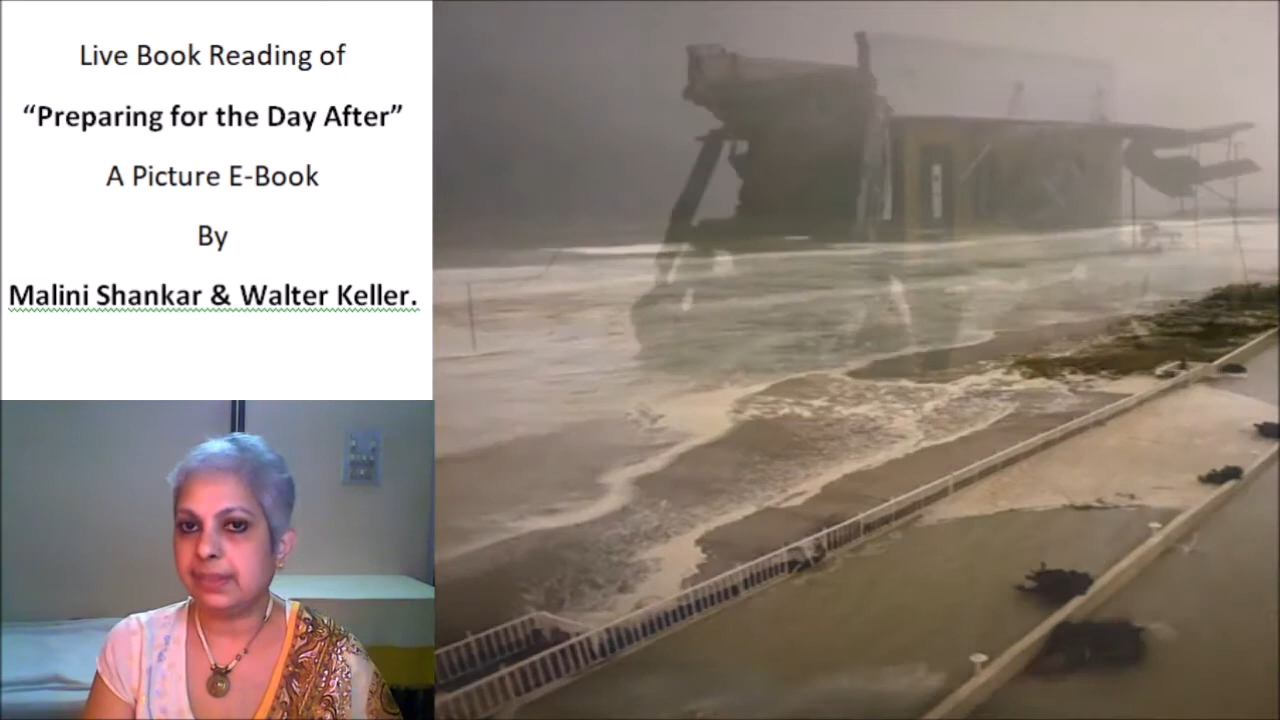 Live Book Reading of
“Preparing for the Day After”
A Picture E-Book
By
Malini Shankar & Walter Keller.